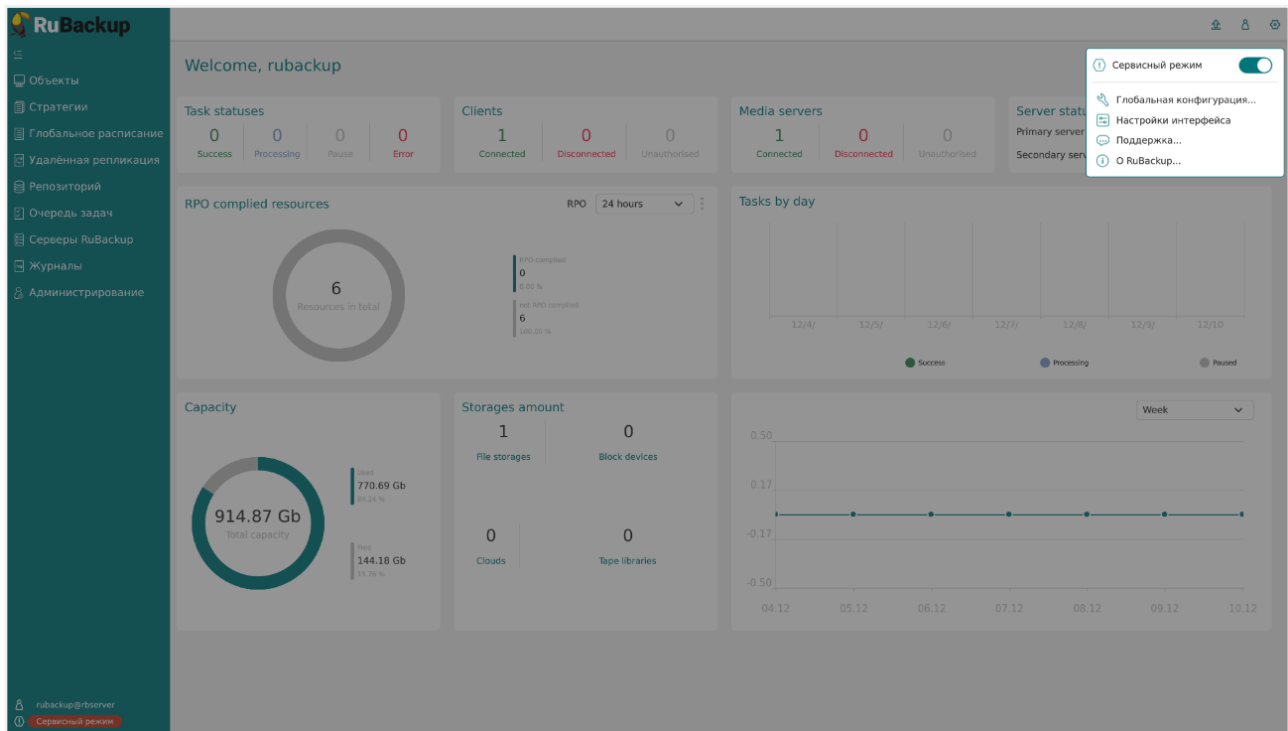 RuBackup
Объекты
Стратегии
Глобальное расписание
Удалённая репликация
Репозиторий
Очередь задач
Серверы RuBackup
Журналы
Администрирование
rubackup@rbserver
Сервисный режим
Welcome, rubackup
Сервисный режим
Глобальная конфигурация...
Настройки интерфейса
Поддержка...
О RuBackup...
Task statuses
0 0 0 0
Success Processing Pause Error
Clients
1 0 0
Connected Disconnected Unauthorised
Media servers
1 0 0
Connected Disconnected Unauthorised
Server
Primary server
Secondary
RPO complied resources
RPO 24 hours
6
Resources in total
RPO complied
0
0.00 %
not RPO complied
6
100.00 %
Tasks by day
12/4/ 12/5/ 12/6/ 12/7/ 12/8/ 12/9/ 12/10
Success Processing Paused
Capacity
914.87 Gb
Total capacity
Used
770.69 Gb
84.24 %
144.18 Gb
15.76 %
Storages amount
1 0
File storages Block devices
0 0
Clouds Tape libraries
Week
0.50
0.17
-0.17
-0.50
04.12 05.12 06.12 07.12 08.12 09.12 10.12